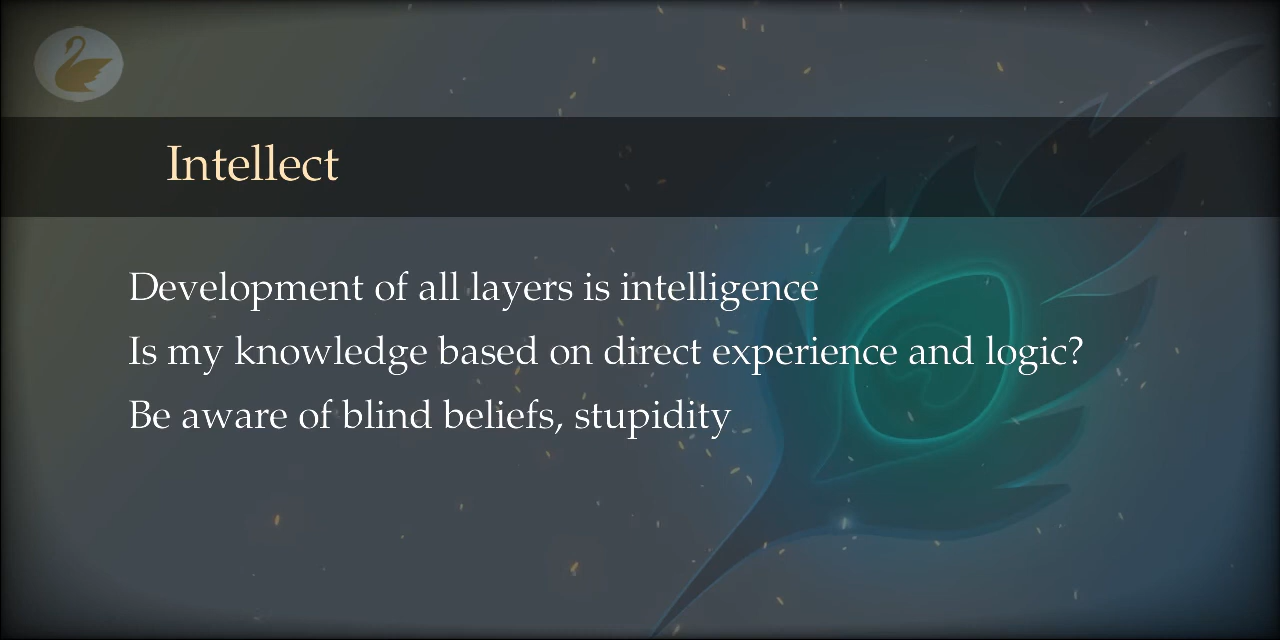 Intellect
Development of all layers is intelligence
Is my knowledge based on direct experience and logic?
Be aware of blind beliefs, stupidity